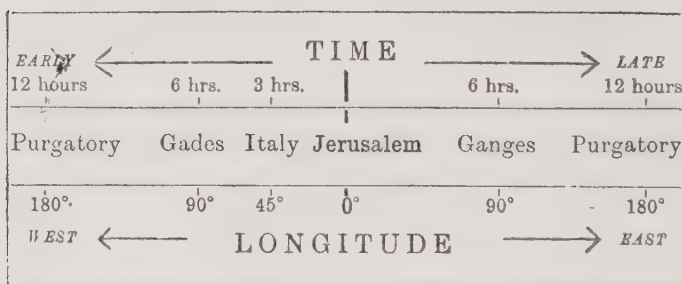 TIME
EARLY LATE
12 hours 6 hrs. 3 hrs. 6 hrs. 12 hours
Purgatory Gades Italy Jerusalem Ganges Purgatory
180° 90° 45° 0° 90° 180°
WEST LONGITUDE EAST